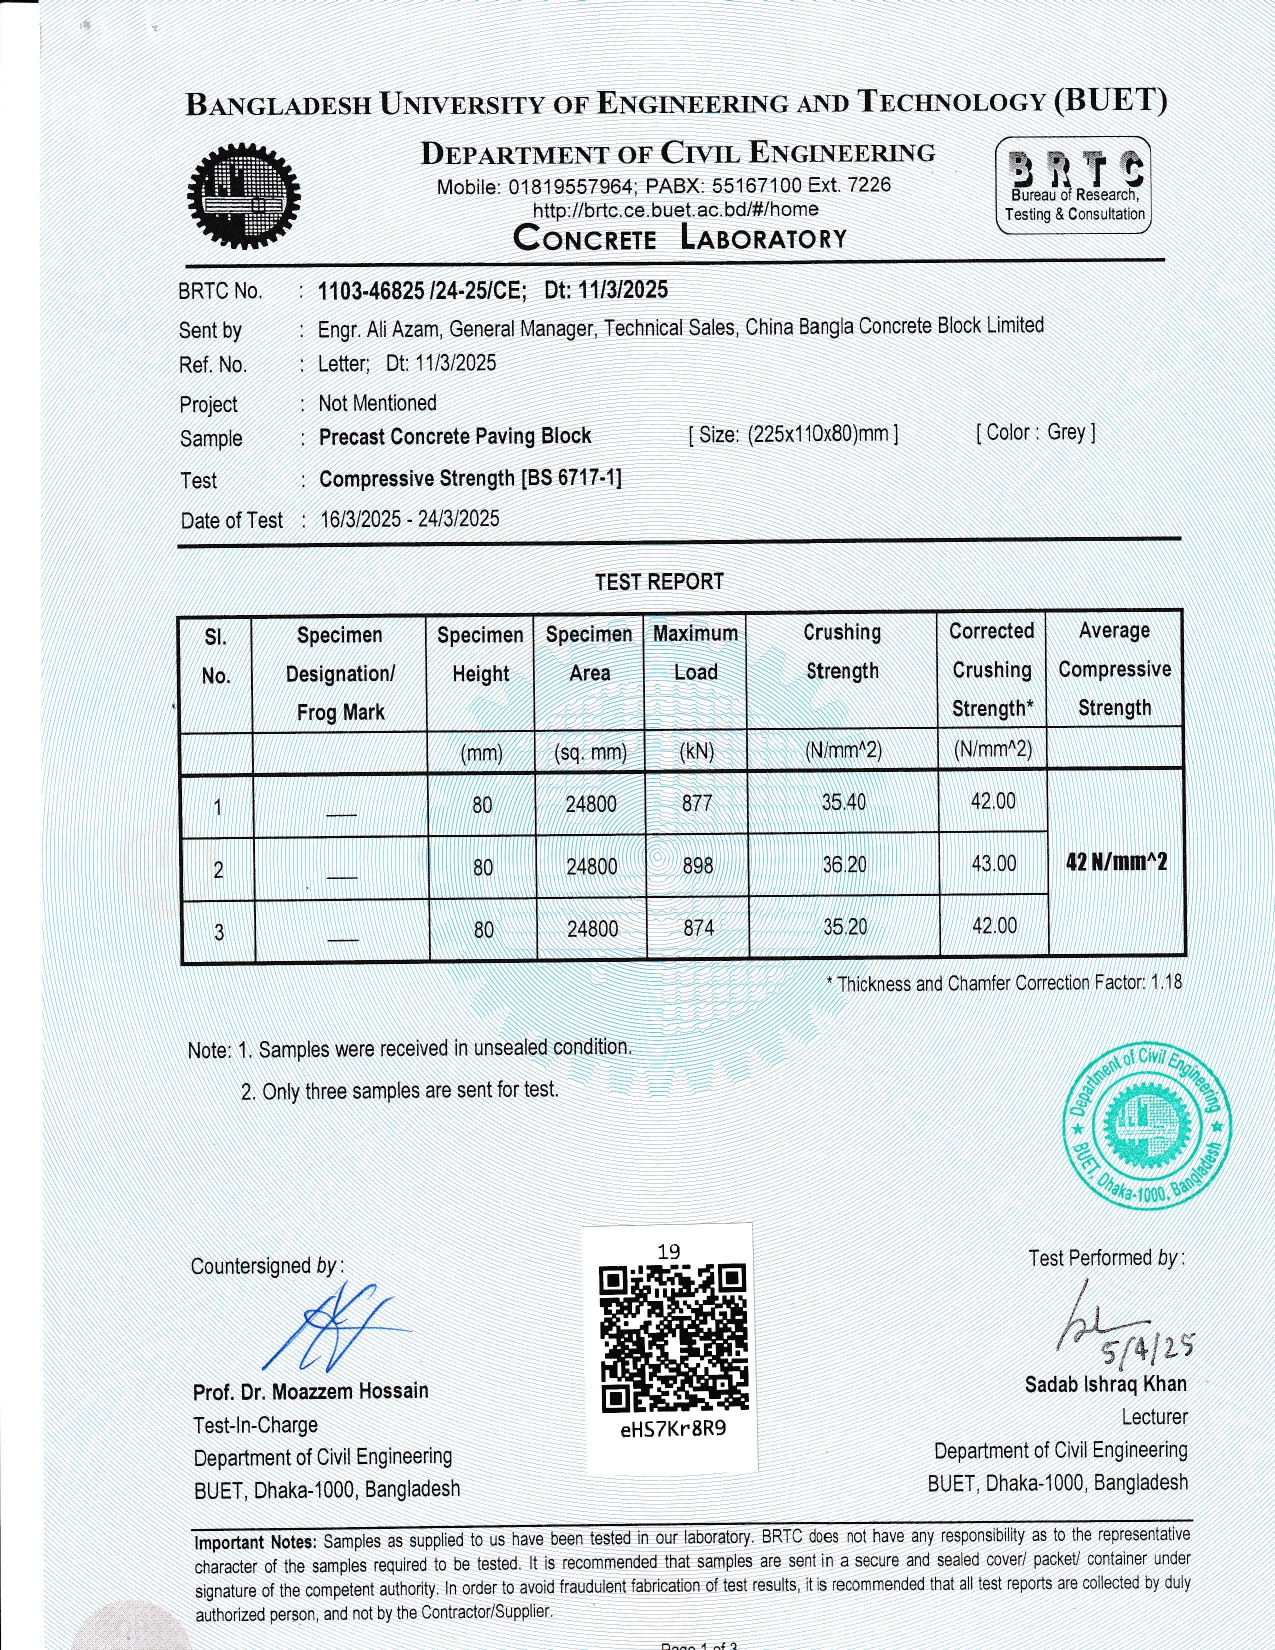 BANGLADESH UNIVERSITY OF ENGINEERING AND TECHNOLOGY (BUET)
DEPARTMENT OF CIVIL ENGINEERING
Mobile: 01819557964; PABX: 55167100 Ext. 7226
http://brtc.ce.buet.ac.bd/#/home
CONCRETE LABORATORY
BRTC
Bureau of Research,
Testing & Consultation
BRTC No. : 1103-46825 /24-25/CE; Dt: 11/3/2025
Sent by : Engr. Ali Azam, General Manager, Technical Sales, China Bangla Concrete Block Limited
Ref. No. : Letter; Dt: 11/3/2025
Project : Not Mentioned
Sample : Precast Concrete Paving Block [ Size: (225x110x80)mm ] [ Color : Grey ]
Test : Compressive Strength [BS 6717-1]
Date of Test : 16/3/2025 - 24/3/2025
TEST REPORT
Sl. No. Specimen Designation/ Frog Mark Specimen Height Specimen Area Maximum Load Crushing Strength Corrected Crushing Strength* Average Compressive Strength
(mm) (sq. mm) (kN) (N/mm^2) (N/mm^2)
1 __ 80 24800 877 35.40 42.00
2 __ 80 24800 898 36.20 43.00 42 N/mm^2
3 __ 80 24800 874 35.20 42.00
* Thickness and Chamfer Correction Factor: 1.18
Note: 1. Samples were received in unsealed condition.
2. Only three samples are sent for test.
Department of Civil Engineering
★ BUET, Dhaka-1000, Bangladesh ★
Countersigned by :
19
eHS7Kr8R9
Test Performed by :
5/4/25
Prof. Dr. Moazzem Hossain
Test-In-Charge
Department of Civil Engineering
BUET, Dhaka-1000, Bangladesh
Sadab Ishraq Khan
Lecturer
Department of Civil Engineering
BUET, Dhaka-1000, Bangladesh
Important Notes: Samples as supplied to us have been tested in our laboratory. BRTC does not have any responsibility as to the representative
character of the samples required to be tested. It is recommended that samples are sent in a secure and sealed cover/ packet/ container under
signature of the competent authority. In order to avoid fraudulent fabrication of test results, it is recommended that all test reports are collected by duly
authorized person, and not by the Contractor/Supplier.
Page 1 of 3